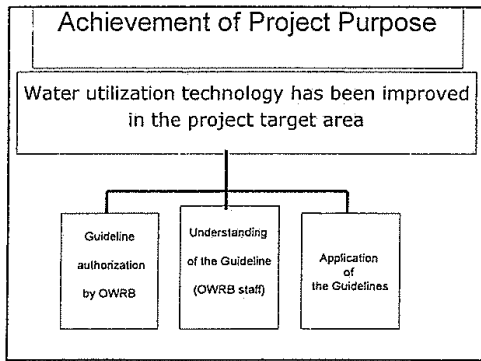 Achievement of Project Purpose
Water utilization technology has been improved
in the project target area
Guideline
authorization
by OWRB
Understanding
of the Guideline
(OWRB staff)
Application
of
the Guidelines